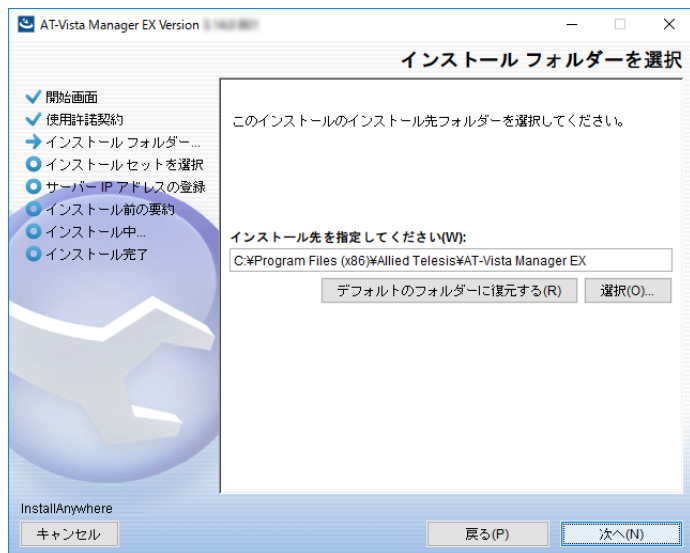 AT-Vista Manager EX Version
インストール フォルダーを選択
開始画面
使用許諾契約
インストール フォルダー...
インストール セットを選択
サーバー IP アドレスの登録
インストール前の要約
インストール中...
インストール完了
このインストールのインストール先フォルダーを選択してください。
インストール先を指定してください(W):
C:¥Program Files (x86)¥Allied Telesis¥AT-Vista Manager EX
デフォルトのフォルダーに復元する(R)
選択(O)...
InstallAnywhere
キャンセル
戻る(P)
次へ(N)